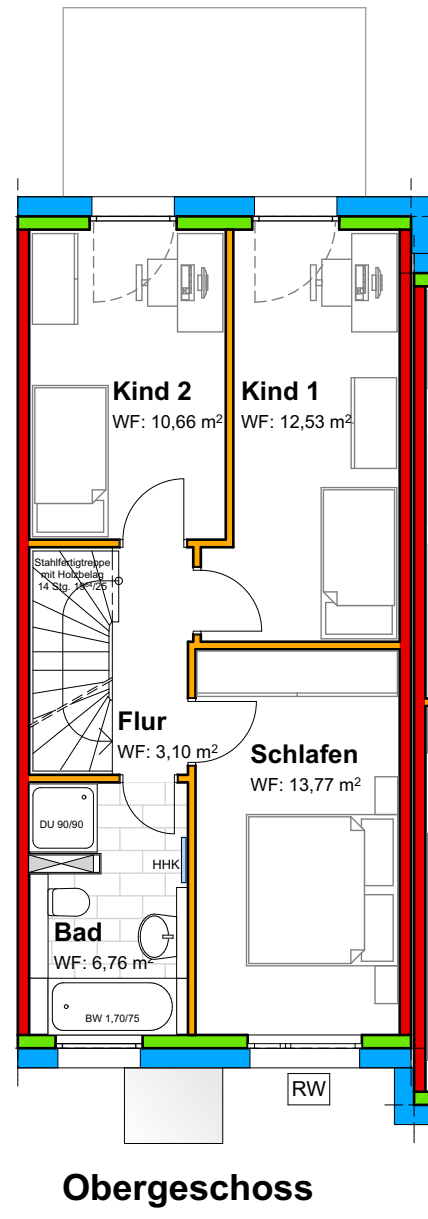 Kind 2
WF: 10,66 m²
Kind 1
WF: 12,53 m²
Stahlfertigtreppe
mit Holzbelag
14 Stg.
Flur
WF: 3,10 m²
Schlafen
WF: 13,77 m²
DU 90/90
HHK
Bad
WF: 6,76 m²
BW 1,70/75
RW
Obergeschoss